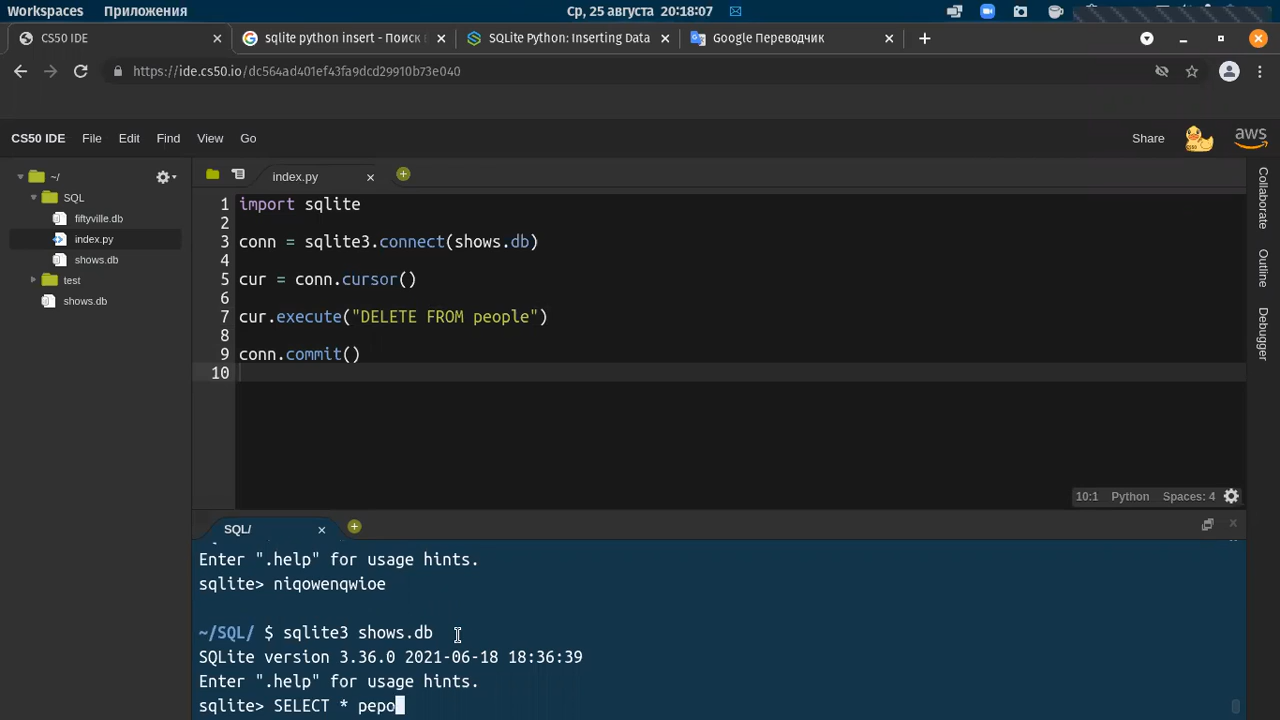 Workspaces Приложения Ср, 25 августа 20:18:07
CS50 IDE sqlite python insert - Поиск SQLite Python: Inserting Data Google Переводчик
https://ide.cs50.io/dc564ad401ef43fa9dcd29910b73e040
CS50 IDE File Edit Find View Go Share aws
~/
SQL
fiftyville.db
index.py
shows.db
test
shows.db
index.py
1 import sqlite
2
3 conn = sqlite3.connect(shows.db)
4
5 cur = conn.cursor()
6
7 cur.execute("DELETE FROM people")
8
9 conn.commit()
10
10:1 Python Spaces: 4
Collaborate
Outline
Debugger
SQL/
Enter ".help" for usage hints.
sqlite> niqowenqwioe
~/SQL/ $ sqlite3 shows.db
SQLite version 3.36.0 2021-06-18 18:36:39
Enter ".help" for usage hints.
sqlite> SELECT * pepo